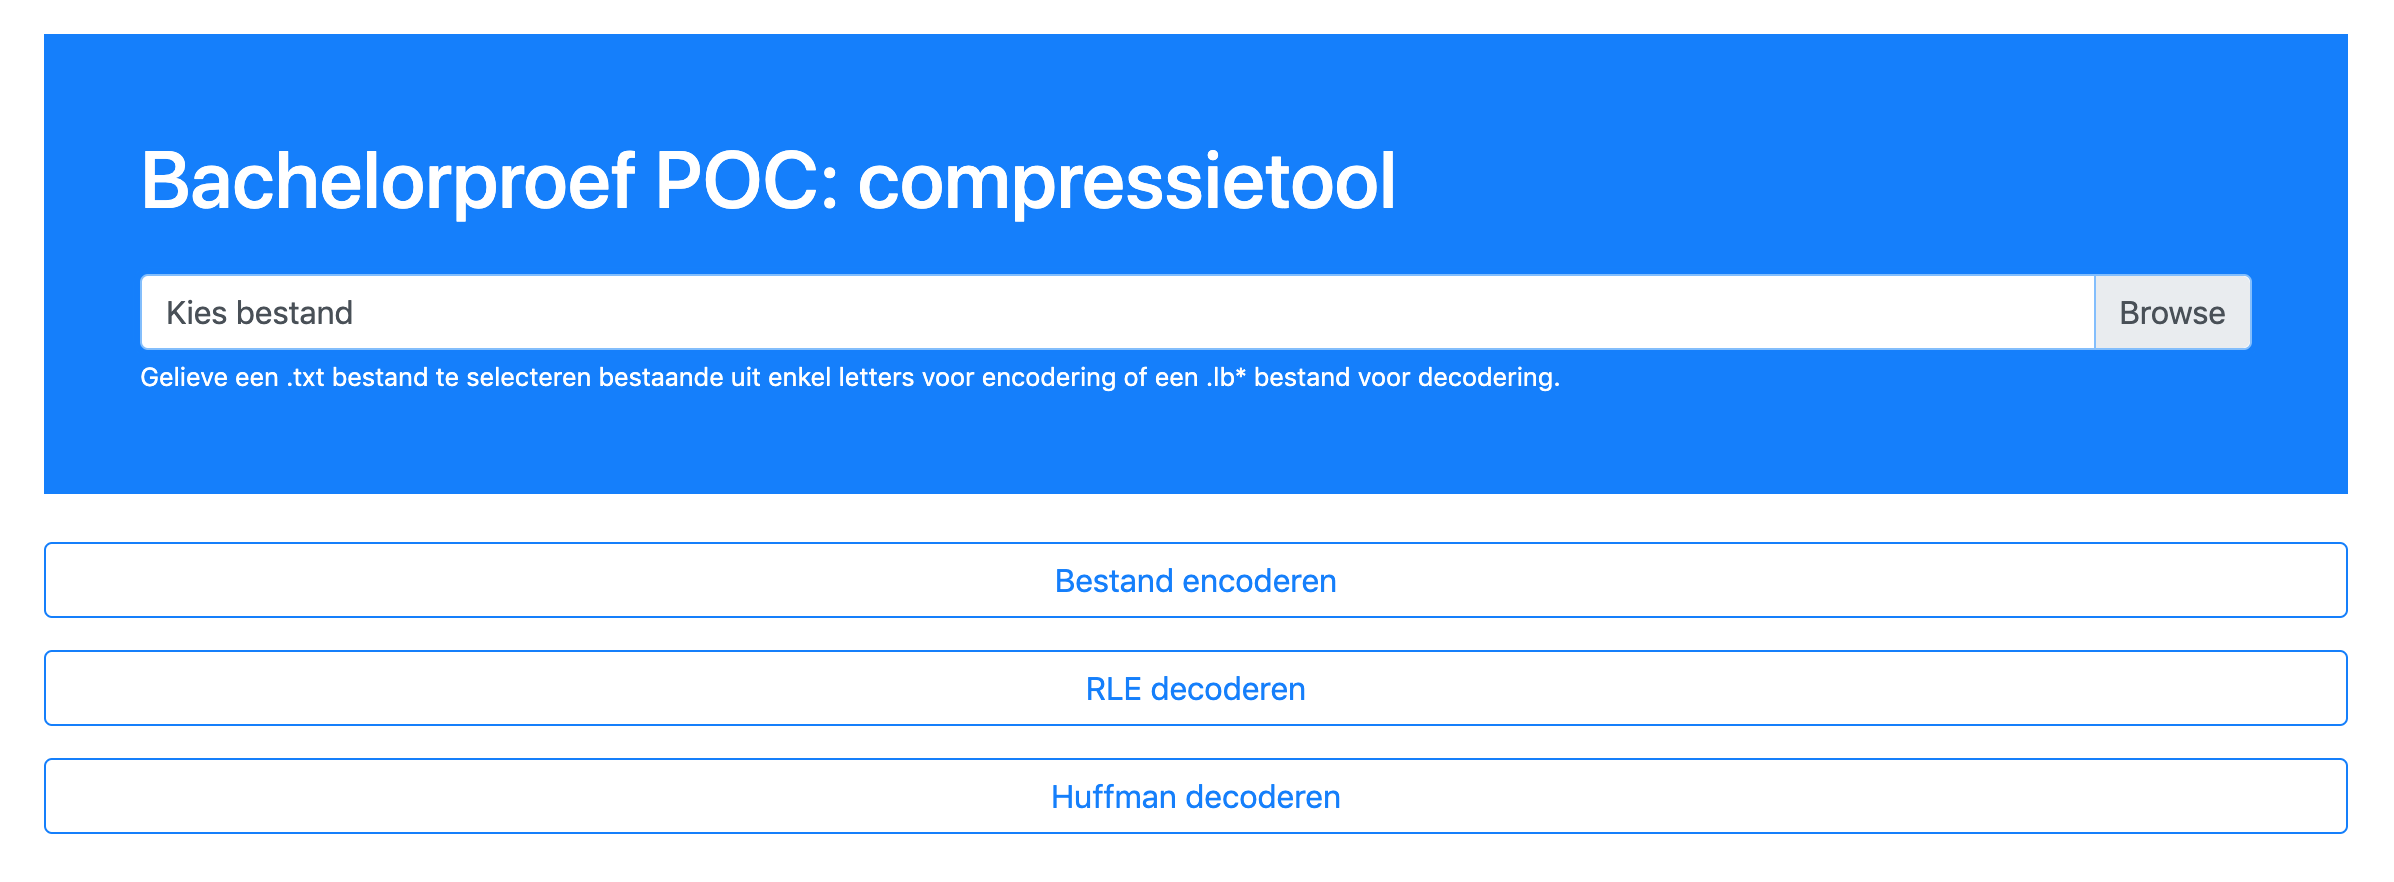 Bachelorproef POC: compressietool
Kies bestand Browse
Gelieve een .txt bestand te selecteren bestaande uit enkel letters voor encodering of een .lb* bestand voor decodering.
Bestand encoderen
RLE decoderen
Huffman decoderen